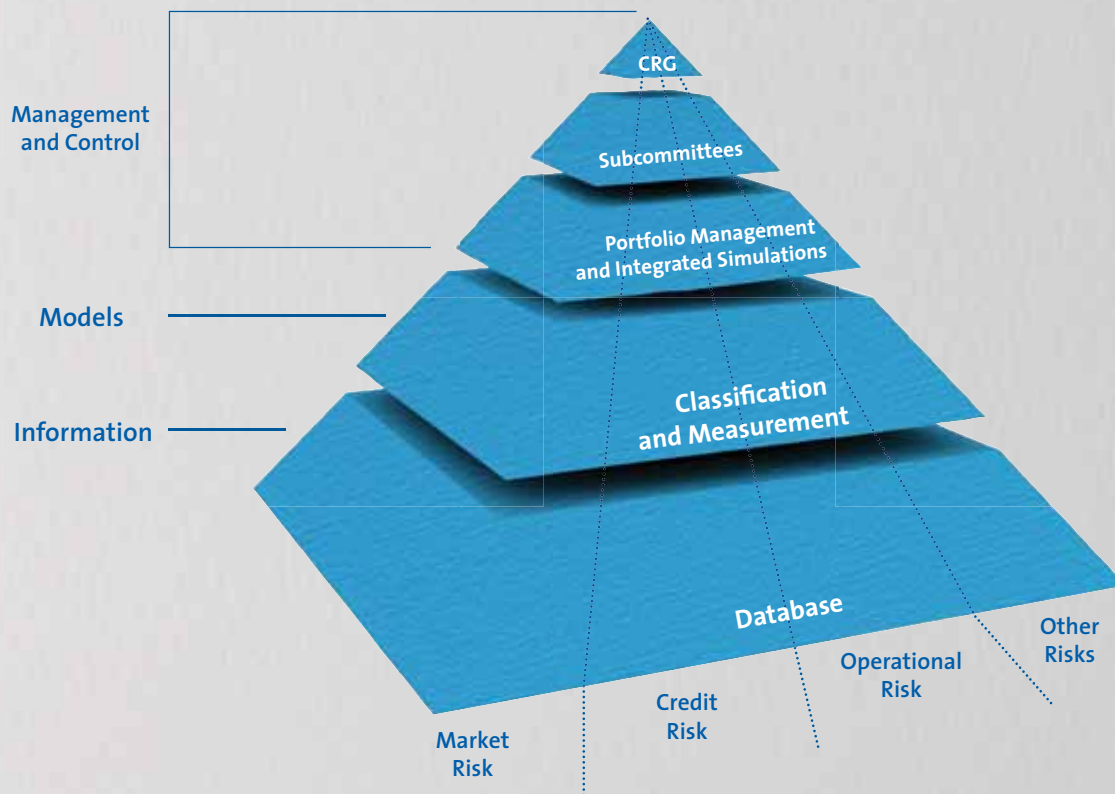 CRG
Management
and Control
Subcommittees
Portfolio Management
and Integrated Simulations
Models
Classification
and Measurement
Information
Database
Other
Risks
Operational
Risk
Credit
Risk
Market
Risk